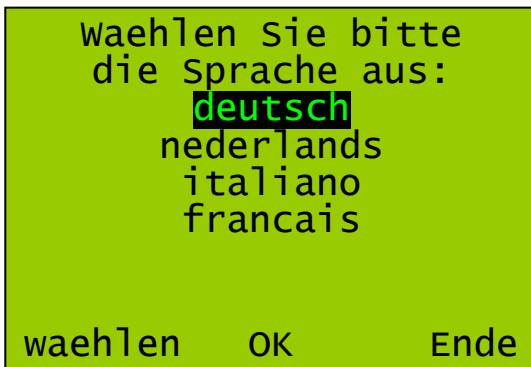 Waehlen Sie bitte
die Sprache aus:
deutsch
nederlands
italiano
francais
waehlen OK Ende